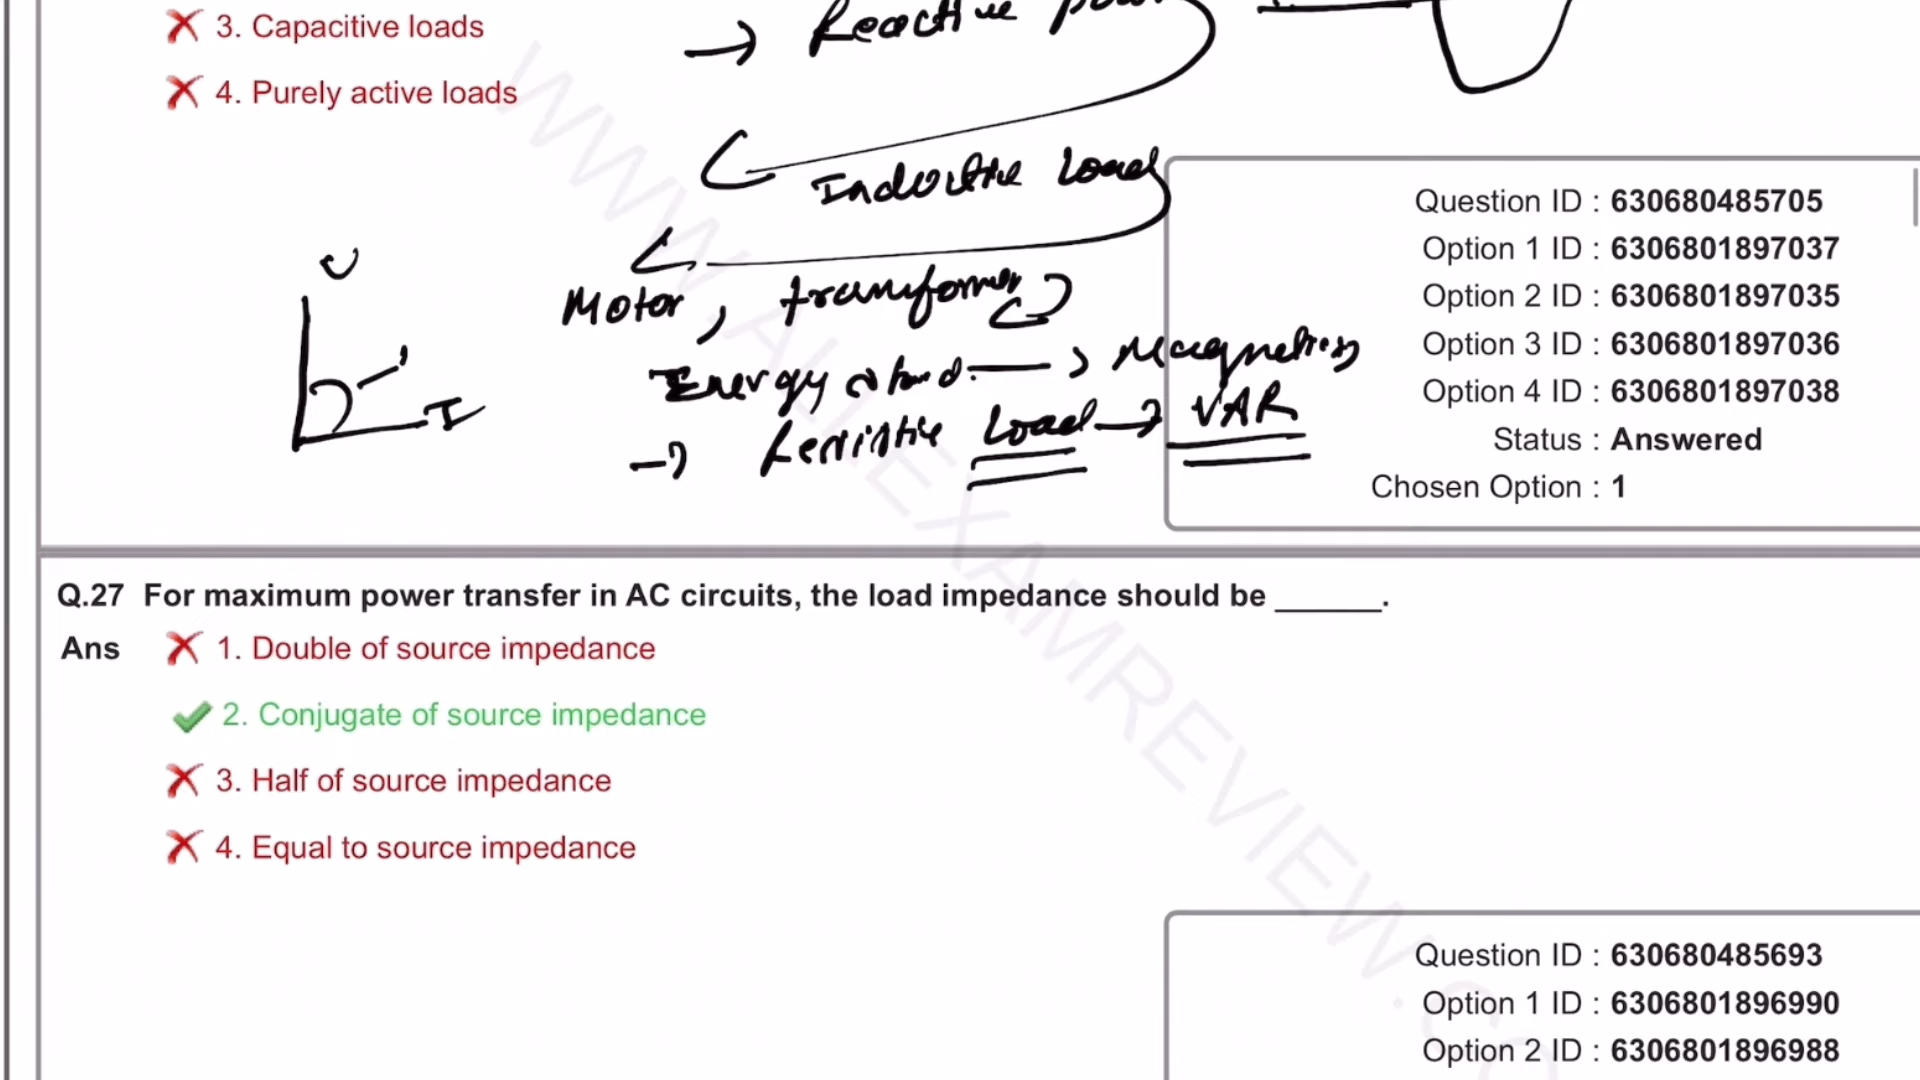 3. Capacitive loads
→ Reactive
4. Purely active loads
Inductive Load
Motor, transformer
Energy → Magnetism
→ Load → VAR
I
Question ID : 630680485705
Option 1 ID : 6306801897037
Option 2 ID : 6306801897035
Option 3 ID : 6306801897036
Option 4 ID : 6306801897038
Status : Answered
Chosen Option : 1
Q.27 For maximum power transfer in AC circuits, the load impedance should be ______.
Ans 1. Double of source impedance
2. Conjugate of source impedance
3. Half of source impedance
4. Equal to source impedance
Question ID : 630680485693
Option 1 ID : 6306801896990
Option 2 ID : 6306801896988
WWW.ALLEXAMREVIEW.CO